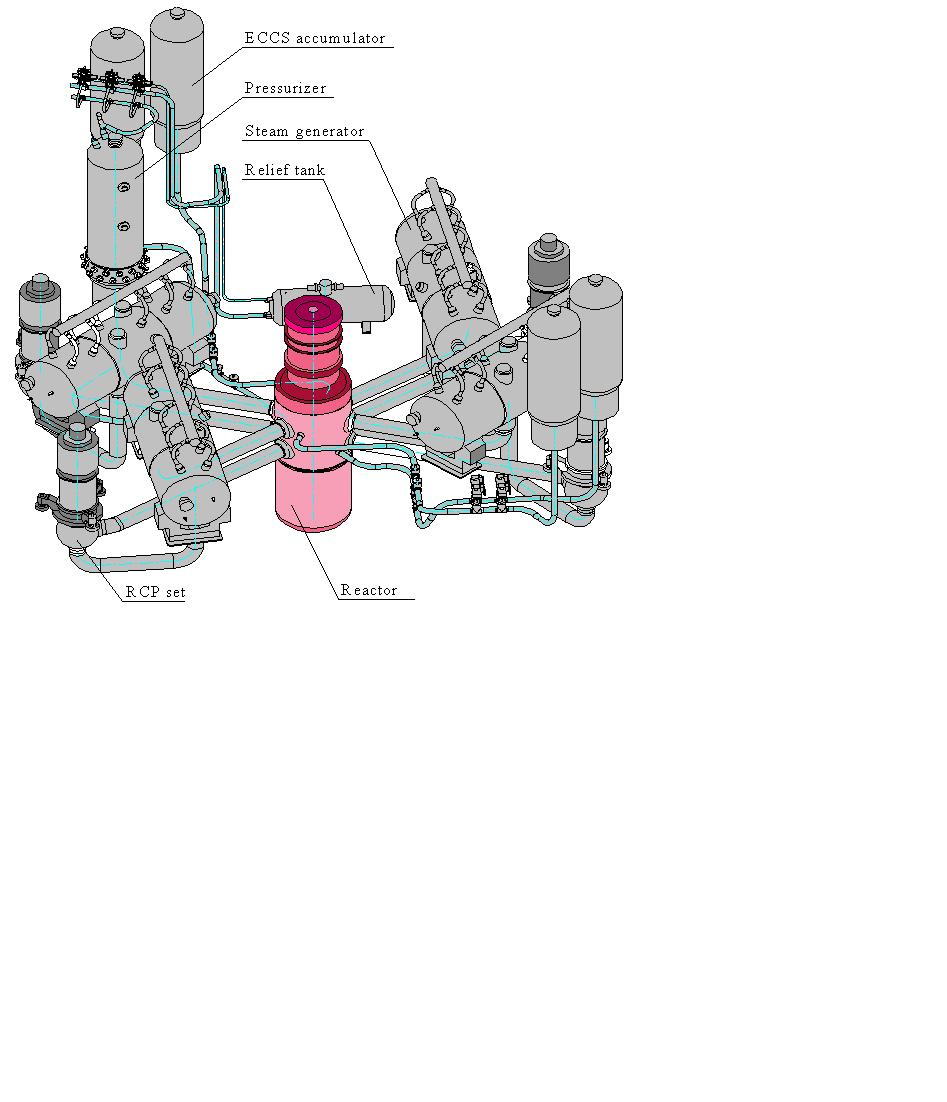 ECCS accumulator
Pressurizer
Steam generator
Relief tank
RCP set
Reactor